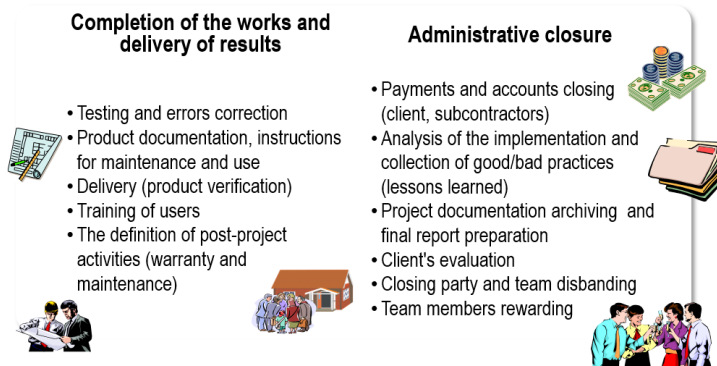 Completion of the works and
delivery of results
• Testing and errors correction
• Product documentation, instructions
for maintenance and use
• Delivery (product verification)
• Training of users
• The definition of post-project
activities (warranty and
maintenance)
Administrative closure
• Payments and accounts closing
(client, subcontractors)
• Analysis of the implementation and
collection of good/bad practices
(lessons learned)
• Project documentation archiving and
final report preparation
• Client's evaluation
• Closing party and team disbanding
• Team members rewarding